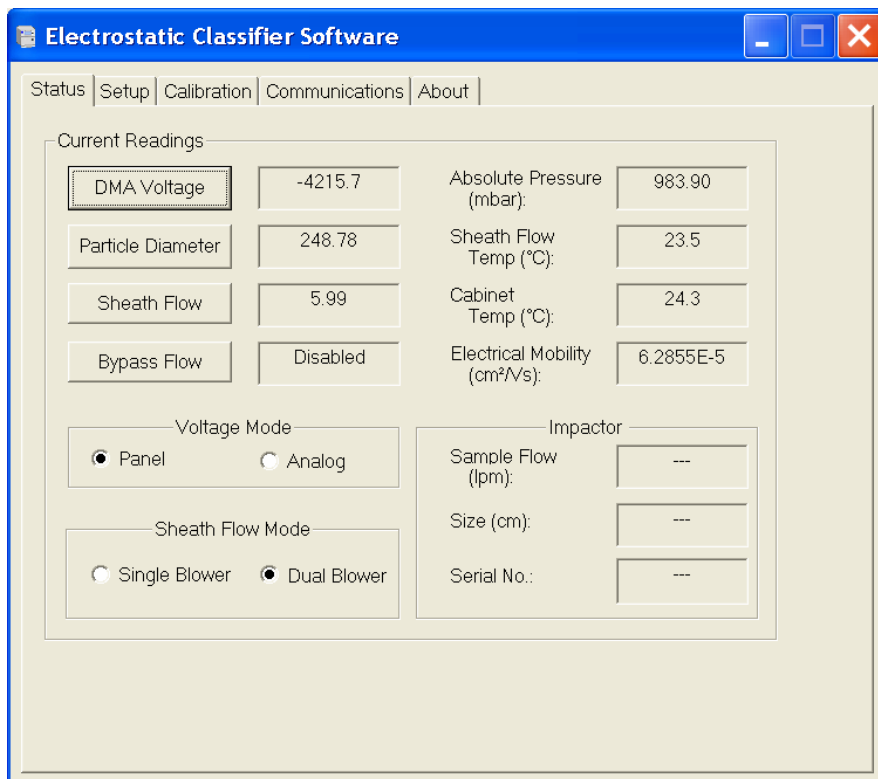 Electrostatic Classifier Software
Status Setup Calibration Communications About
Current Readings
DMA Voltage -4215.7
Particle Diameter 248.78
Sheath Flow 5.99
Bypass Flow Disabled
Absolute Pressure
(mbar): 983.90
Sheath Flow
Temp (°C): 23.5
Cabinet
Temp (°C): 24.3
Electrical Mobility
(cm²/Vs): 6.2855E-5
Voltage Mode
Panel Analog
Sheath Flow Mode
Single Blower Dual Blower
Impactor
Sample Flow
(lpm): ---
Size (cm): ---
Serial No.: ---